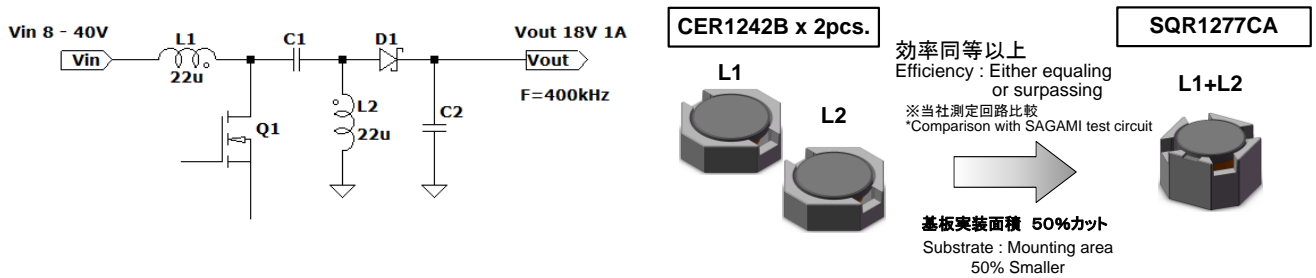 Vin 8 - 40V
Vin
L1
22u
C1
D1
Vout 18V 1A
Vout
F=400kHz
L2
22u
C2
Q1
CER1242B x 2pcs.
L1
L2
効率同等以上
Efficiency : Either equaling
or surpassing
※当社測定回路比較
*Comparison with SAGAMI test circuit
基板実装面積 50%カット
Substrate : Mounting area
50% Smaller
SQR1277CA
L1+L2